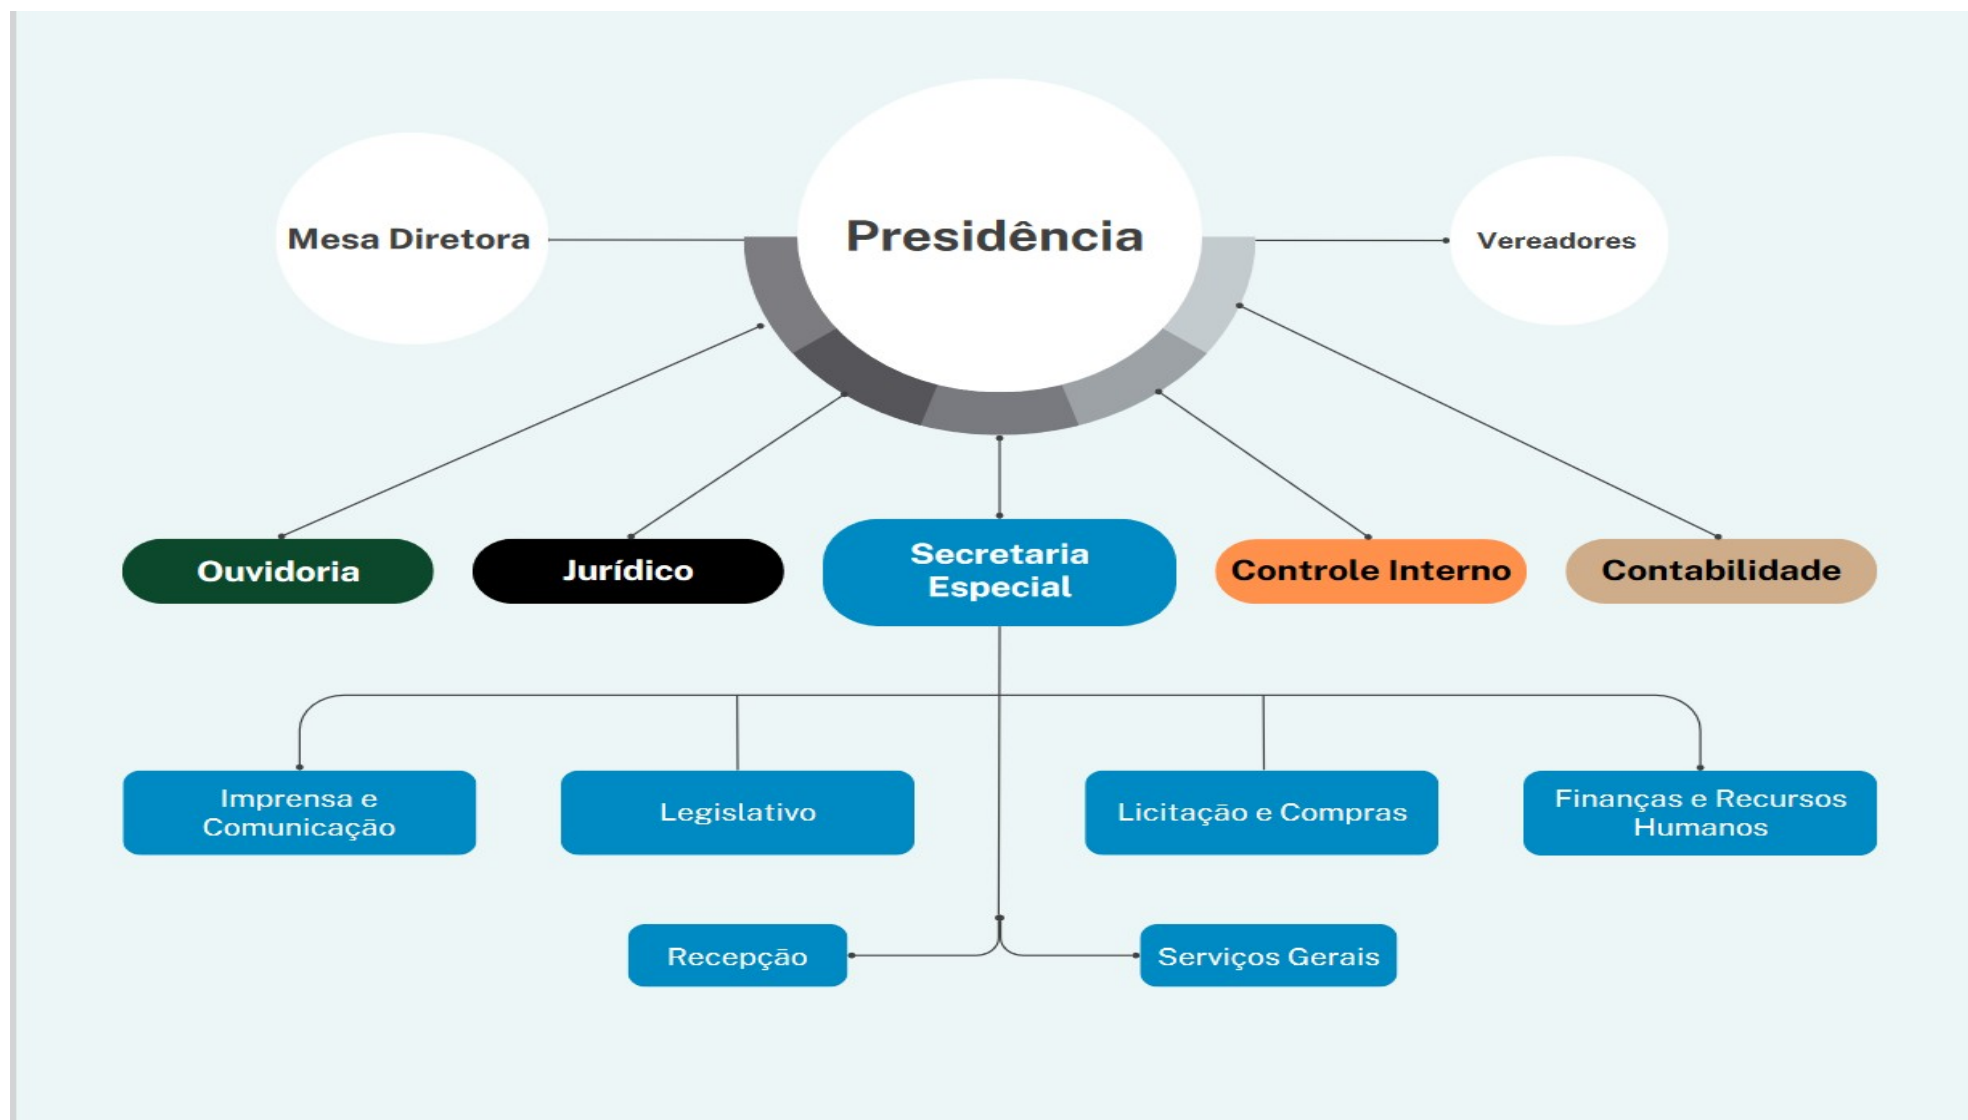 Mesa Diretora
Presidência
Vereadores
Ouvidoria
Jurídico
Secretaria
Especial
Controle Interno
Contabilidade
Imprensa e
Comunicação
Legislativo
Licitação e Compras
Finanças e Recursos
Humanos
Recepção
Serviços Gerais